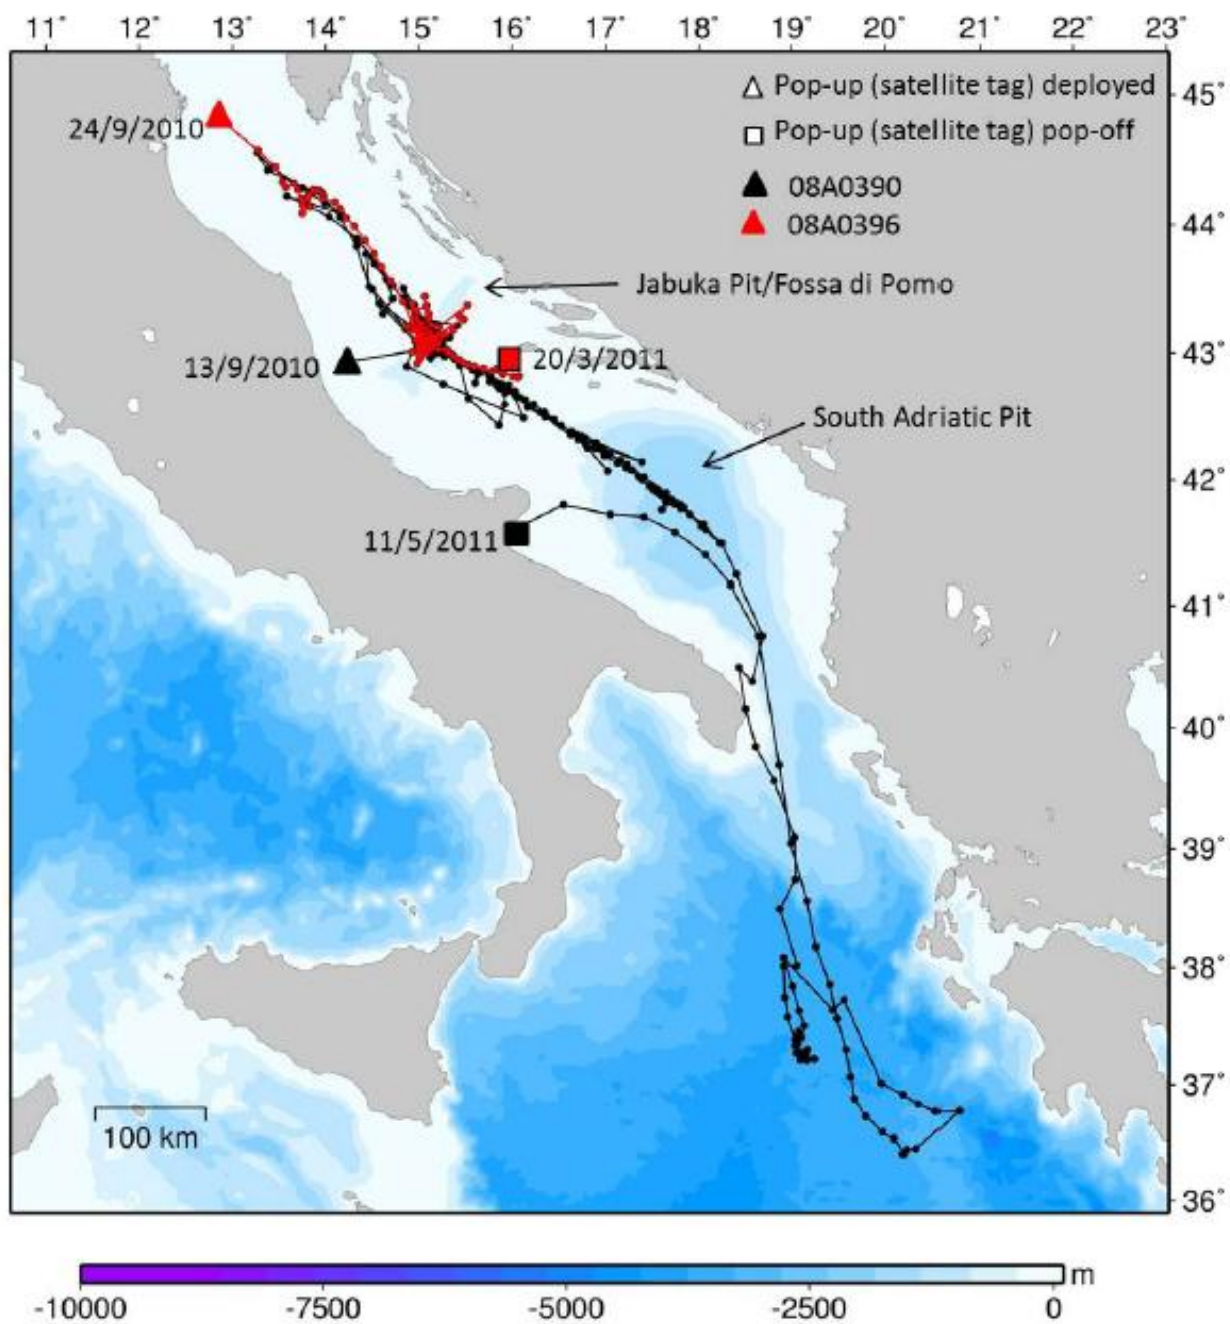 11° 12° 13° 14° 15° 16° 17° 18° 19° 20° 21° 22° 23°
Pop-up (satellite tag) deployed
45°
24/9/2010
Pop-up (satellite tag) pop-off
08A0390
08A0396
44°
Jabuka Pit/Fossa di Pomo
13/9/2010
20/3/2011
43°
South Adriatic Pit
42°
11/5/2011
41°
40°
39°
38°
37°
100 km
36°
m
-10000 -7500 -5000 -2500 0